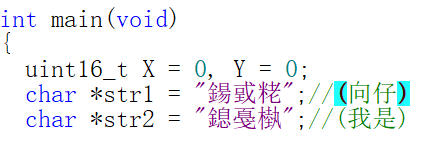 int main(void)
{
uint16_t X = 0, Y = 0;
char *str1 = "鍚戜粩";//(向仔)
char *str2 = "鎴戞槸";//(我是)